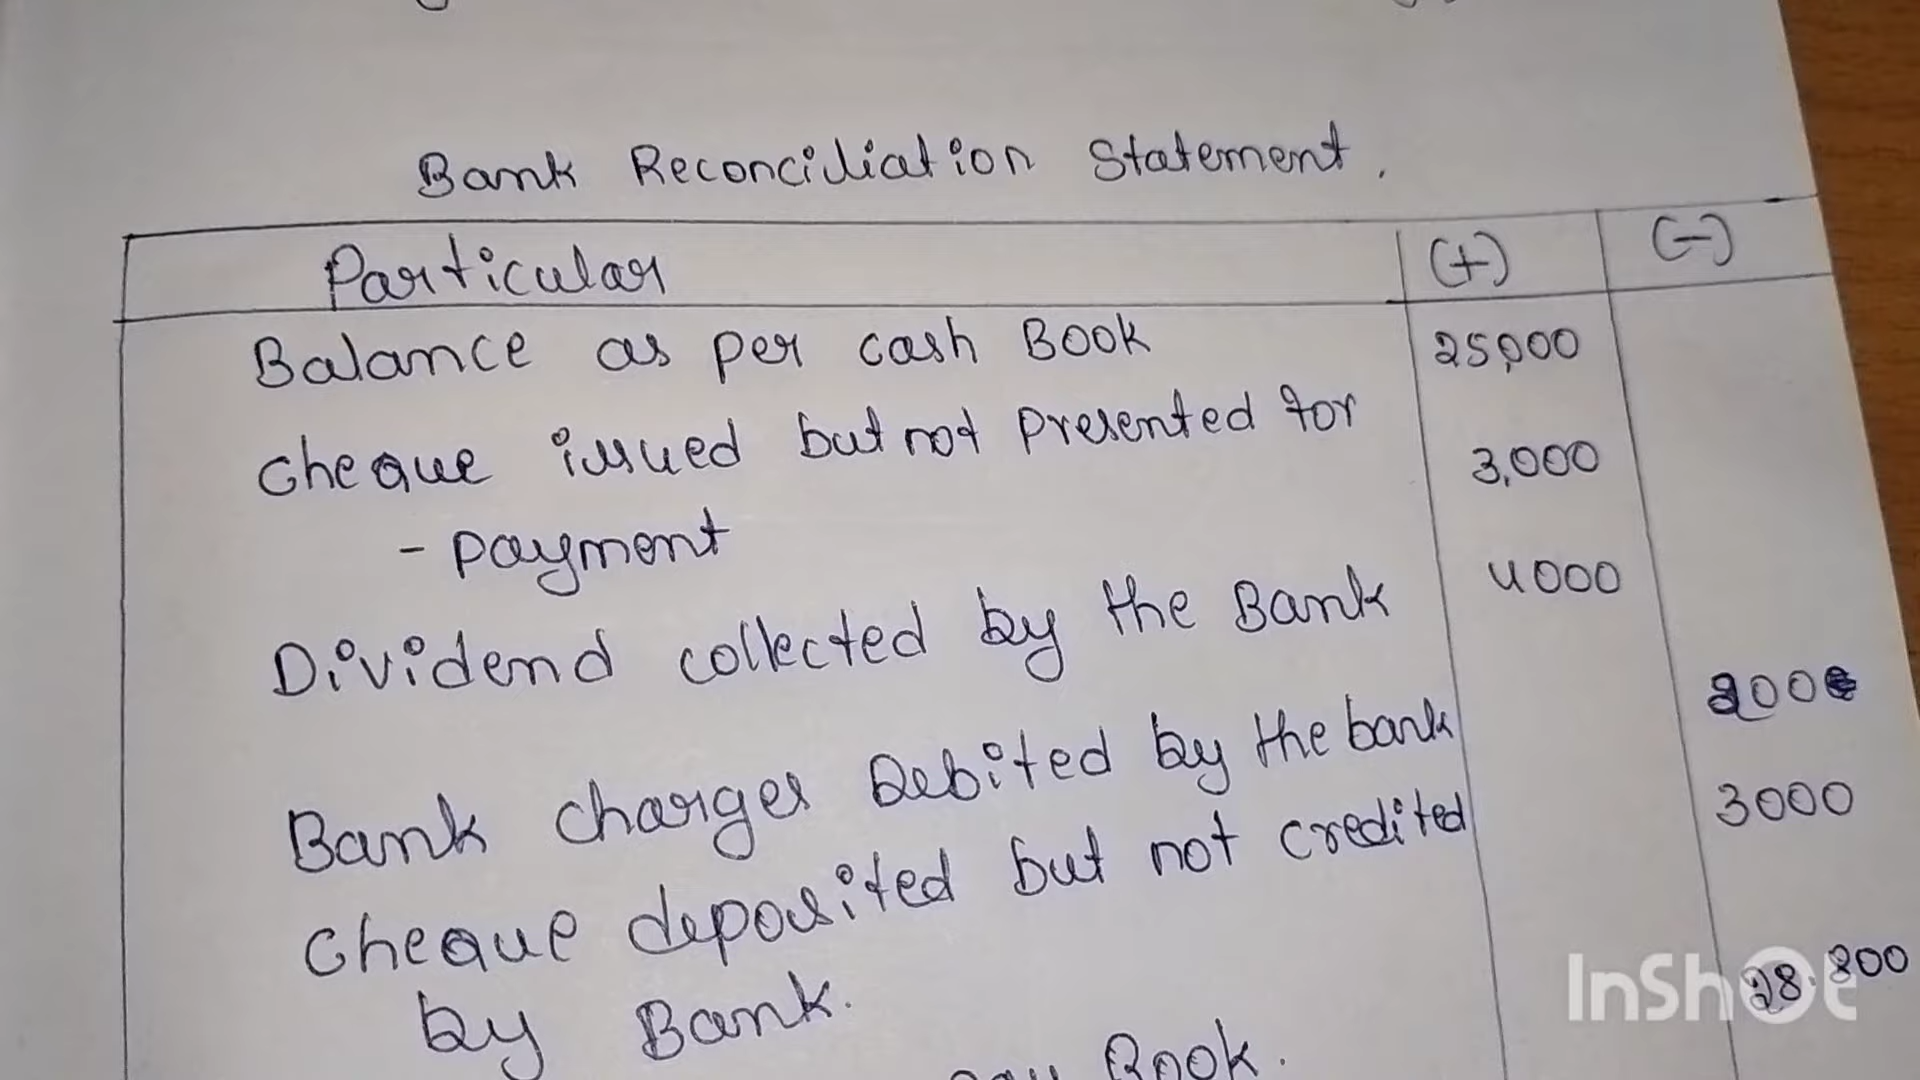 Bank Reconciliation Statement.
Particular (+) (-)
Balance as per cash Book 25,000
cheque issued but not presented for 3,000
- payment
Dividend collected by the Bank 4000
Bank charges Debited by the bank 200
cheque deposited but not credited 3000
by Bank. 28.800
Book.
InShot